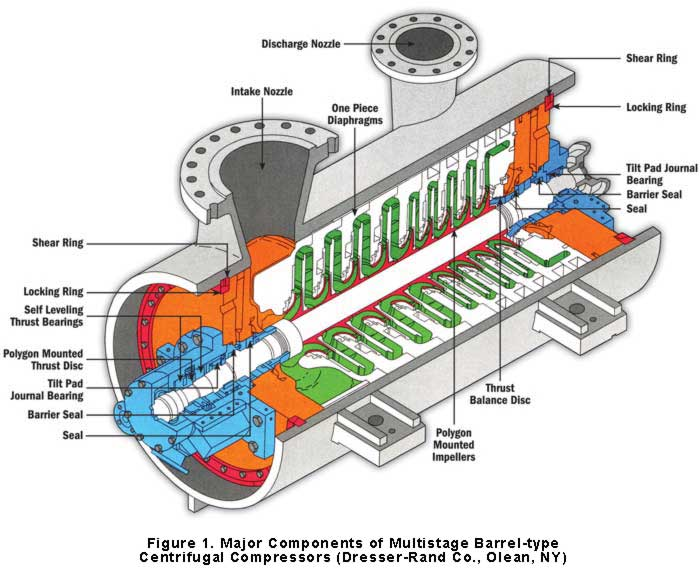 Discharge Nozzle
Shear Ring
Intake Nozzle
One Piece
Diaphragms
Locking Ring
Tilt Pad Journal
Bearing
Barrier Seal
Seal
Shear Ring
Locking Ring
Self Leveling
Thrust Bearings
Polygon Mounted
Thrust Disc
Tilt Pad
Journal Bearing
Barrier Seal
Seal
Thrust
Balance Disc
Polygon
Mounted
Impellers
Figure 1. Major Components of Multistage Barrel-type
Centrifugal Compressors (Dresser-Rand Co., Olean, NY)